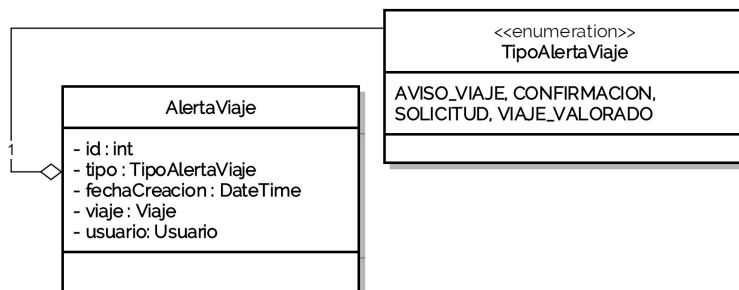 <<enumeration>>
TipoAlertaViaje
AVISO_VIAJE, CONFIRMACION,
SOLICITUD, VIAJE_VALORADO
1
AlertaViaje
- id : int
- tipo : TipoAlertaViaje
- fechaCreacion : DateTime
- viaje : Viaje
- usuario: Usuario